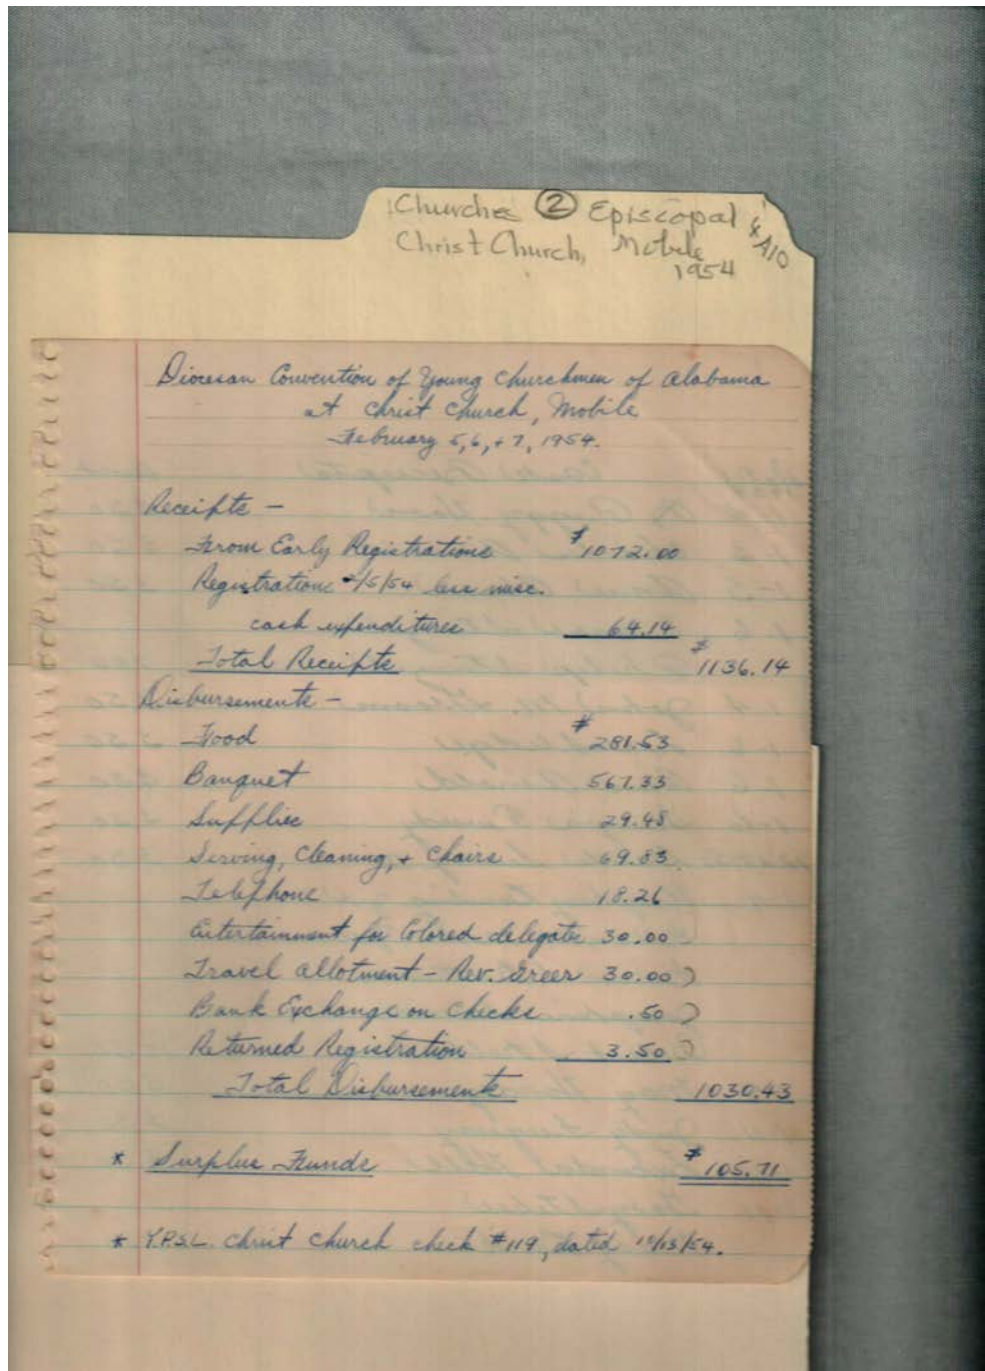 Churches ② Episcopal &
Christ Church, Mobile A10
1954
Diocesan Convention of Young Churchmen of Alabama
at Christ Church, Mobile
February 5, 6, + 7, 1954.
Receipts -
From Early Registrations $1072.00
Registrations 2/5/54 less misc.
cash expenditures 64.14
Total Receipts $1136.14
Disbursements -
Food $281.53
Banquet 567.33
Supplies 29.48
Serving, Cleaning, + Chairs 69.83
Telephone 18.26
Entertainment for Colored delegates 30.00
Travel Allotment - Rev. Greer 30.00 )
Bank Exchange on Checks .50 )
Returned Registration 3.50 )
Total Disbursements 1030.43
* Surplus Funds $105.71
* Y.P.S.L. Christ Church check #119, dated /13/54.